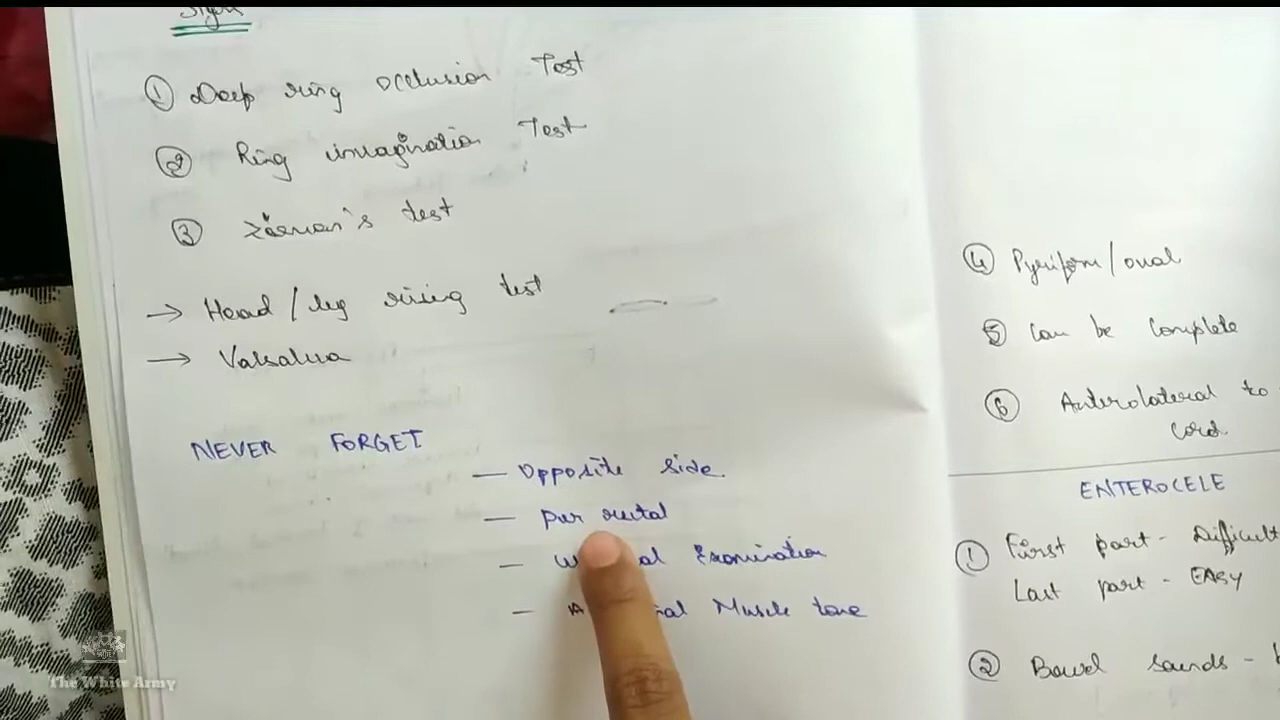 Sign
① Deep ring occlusion Test
② Ring invagination Test
③ Zieman's test
→ Head / leg rising test
→ Valsalva
NEVER FORGET
— Opposite side.
— per rectal
— Examination
— Muscle tone
④ Pyriform / oval
⑤ Can be Complete
⑥ Anterolateral to
Cord.
ENTEROCELE
① First part - Difficult
Last part - EASY
② Bowel sounds -
The White Army